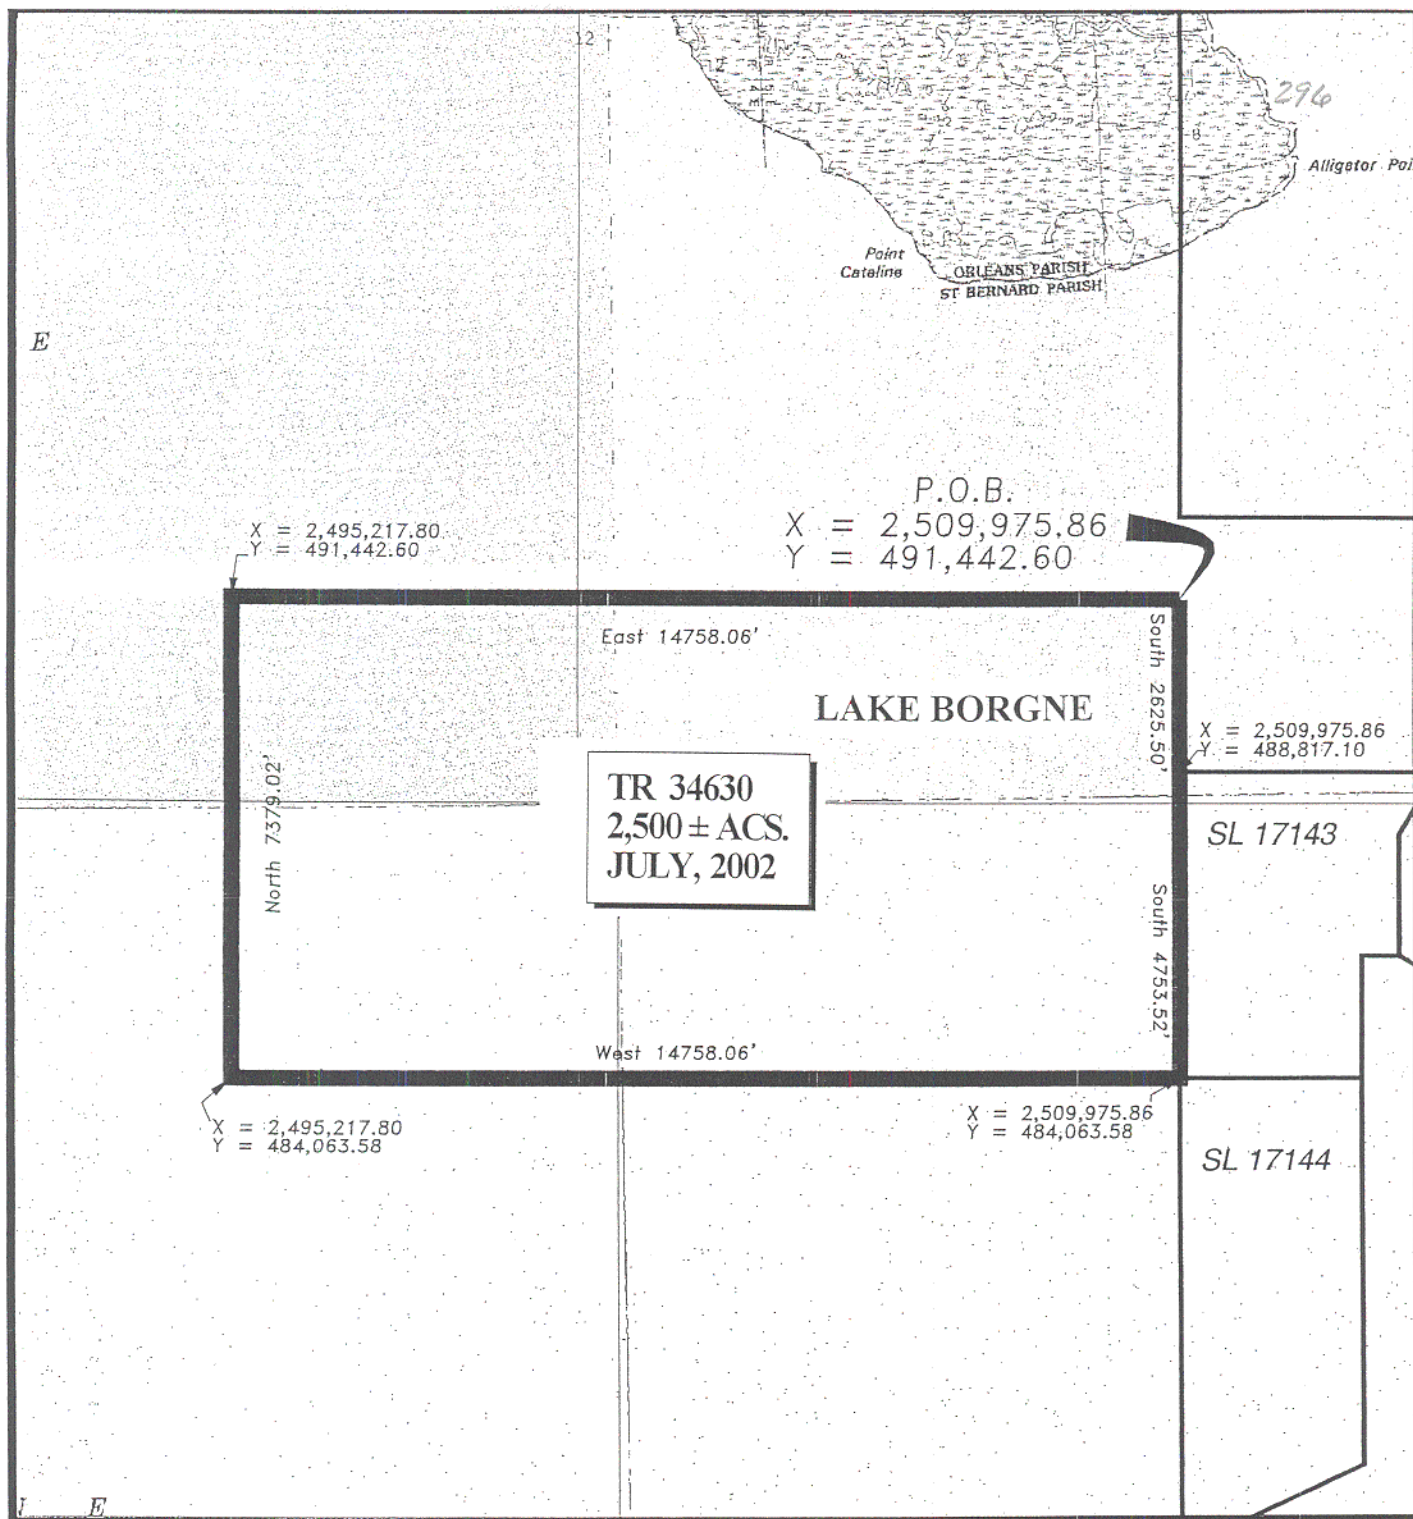 12
296
8
Alligator Poi
Point
Cateline
ORLEANS PARISH
ST BERNARD PARISH
E
P.O.B.
X = 2,509,975.86
Y = 491,442.60
X = 2,495,217.80
Y = 491,442.60
East 14758.06'
South 2625.50'
LAKE BORGNE
X = 2,509,975.86
Y = 488,817.10
TR 34630
2,500 ± ACS.
JULY, 2002
North 7379.02'
SL 17143
South 4753.52'
West 14758.06'
X = 2,495,217.80
Y = 484,063.58
X = 2,509,975.86
Y = 484,063.58
SL 17144
E